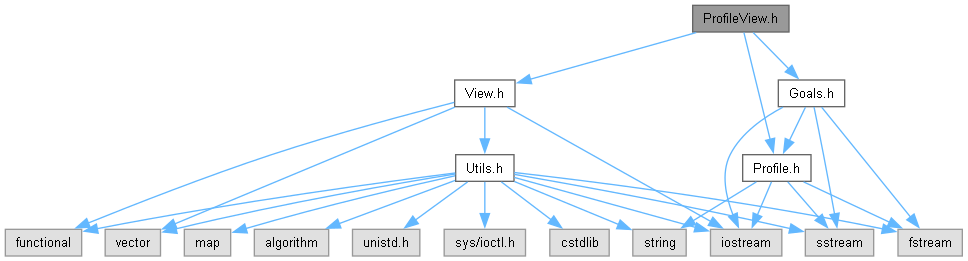 ProfileView.h
View.h
Goals.h
Utils.h
Profile.h
functional
vector
map
algorithm
unistd.h
sys/ioctl.h
cstdlib
string
iostream
sstream
fstream